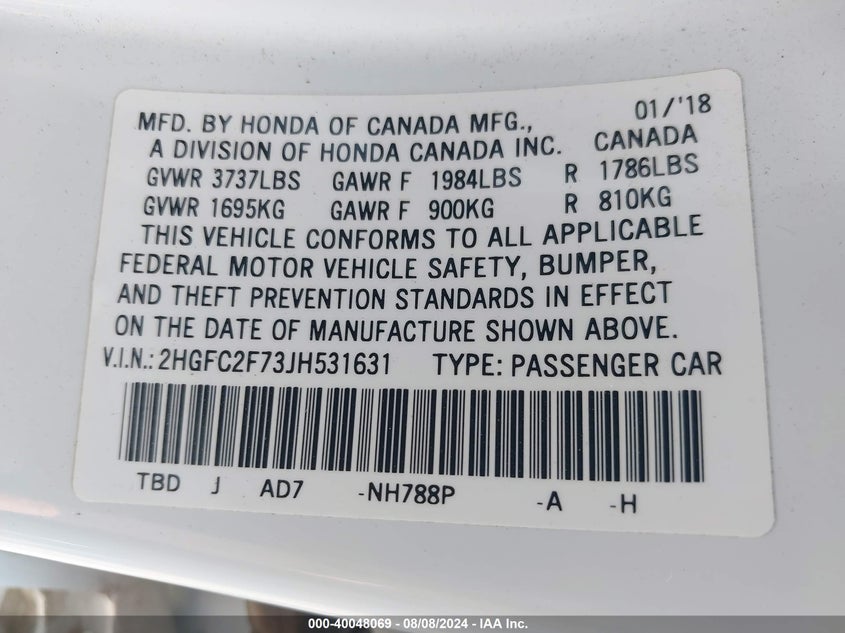 01/'18
MFD. BY HONDA OF CANADA MFG.,
A DIVISION OF HONDA CANADA INC. CANADA
GVWR 3737LBS GAWR F 1984LBS R 1786LBS
GVWR 1695KG GAWR F 900KG R 810KG
THIS VEHICLE CONFORMS TO ALL APPLICABLE
FEDERAL MOTOR VEHICLE SAFETY, BUMPER,
AND THEFT PREVENTION STANDARDS IN EFFECT
ON THE DATE OF MANUFACTURE SHOWN ABOVE.
V.I.N.: 2HGFC2F73JH531631 TYPE: PASSENGER CAR
TBD J AD7 -NH788P -A -H
000-40048069 - 08/08/2024 - IAA Inc.